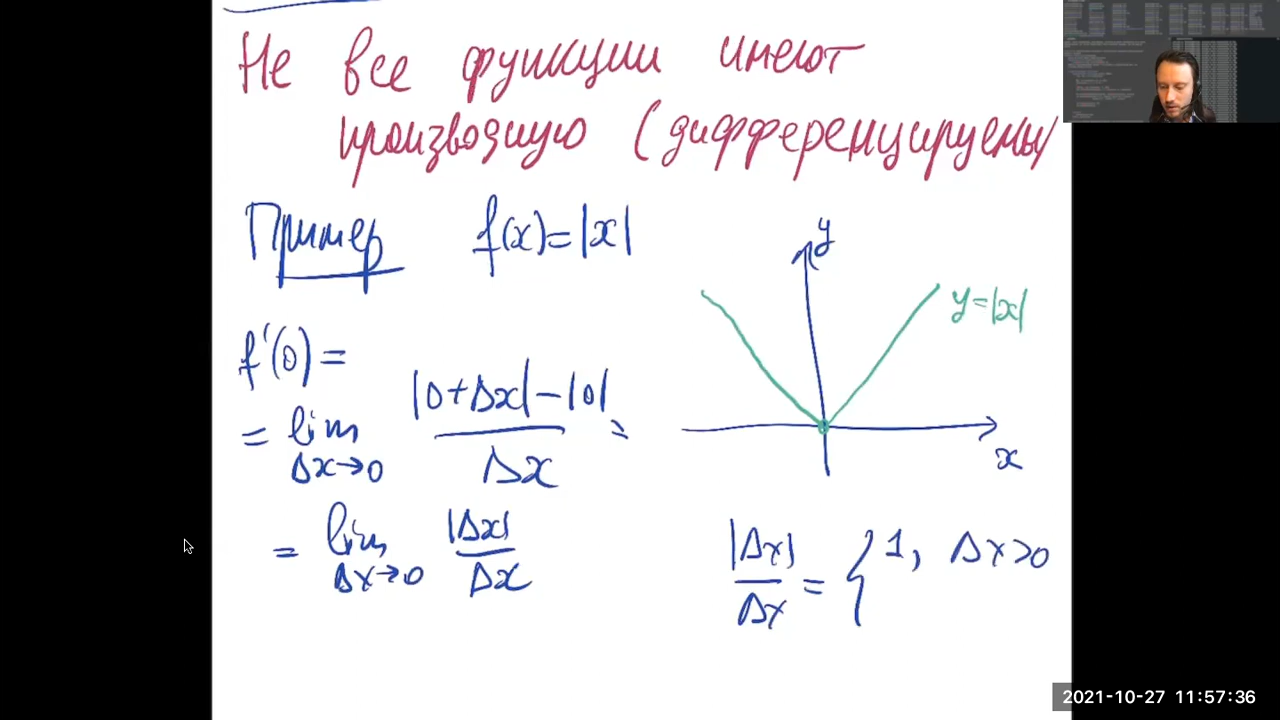 Не все функции имеют
производную (дифференцируемы
Пример f(x)=|x|
y
y=|x|
f'(0)=
= lim |0+Δx|-|0| =
Δx→0 Δx
x
= lim |Δx|
Δx→0 Δx
|Δx| = { 1, Δx>0
Δx
2021-10-27 11:57:36